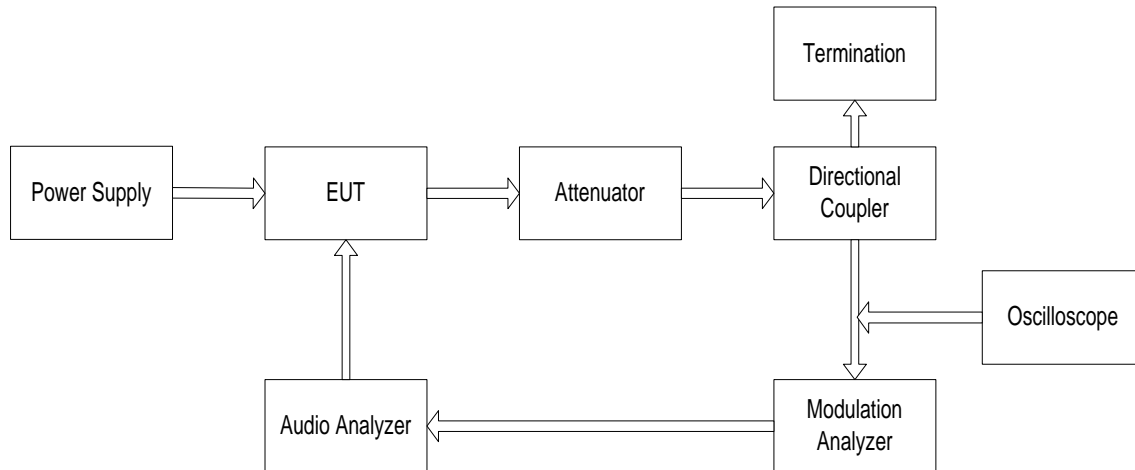 Termination
Power Supply
EUT
Attenuator
Directional
Coupler
Oscilloscope
Audio Analyzer
Modulation
Analyzer